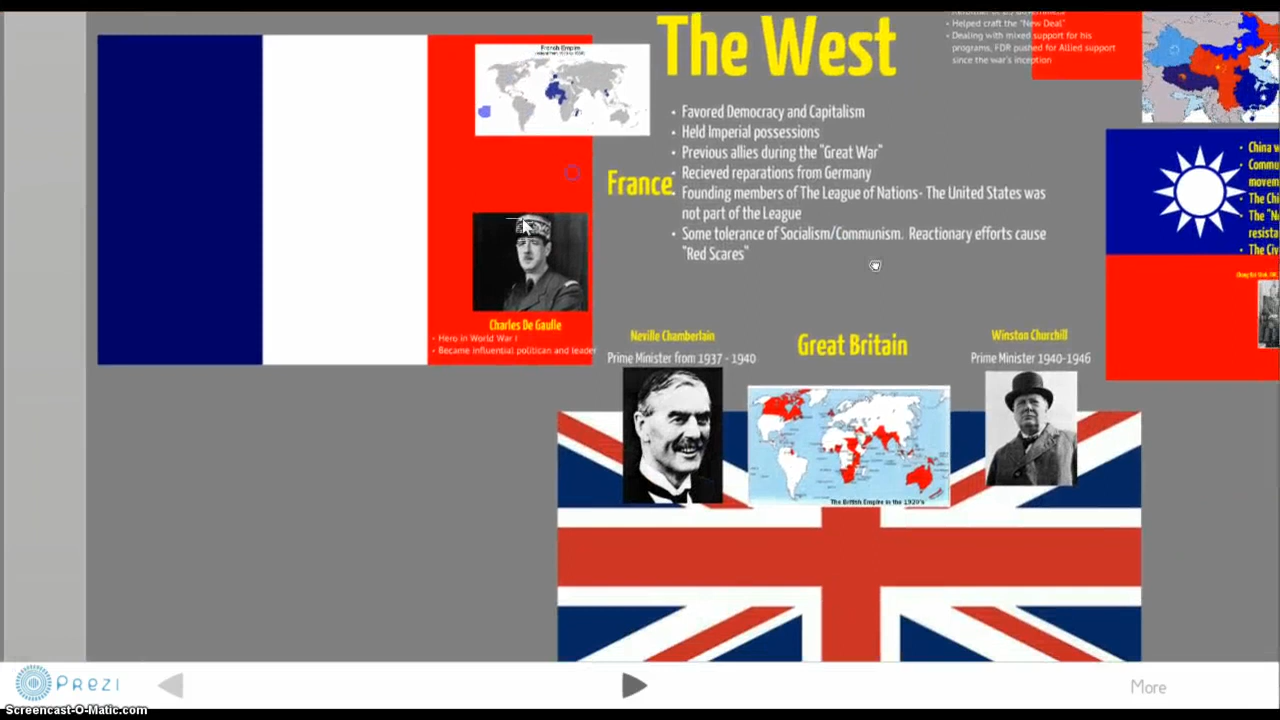 The West
• Favored Democracy and Capitalism
• Held Imperial possessions
• Previous allies during the "Great War"
• Recieved reparations from Germany
• Founding members of The League of Nations- The United States was
not part of the League
• Some tolerance of Socialism/Communism. Reactionary efforts cause
"Red Scares"
French Empire
France
Charles De Gaulle
• Hero in World War I
• Became influential politican and leader
• Helped craft the "New Deal"
• Dealing with mixed support for his
programs, FDR pushed for Allied support
since the war's inception
• China w
• Commu
movem
• The Chi
• The "N
resista
• The Civ
Neville Chamberlain
Prime Minister from 1937 - 1940
Great Britain
Winston Churchill
Prime Minister 1940-1946
The British Empire in the 1920's
Prezi
More
Screencast-O-Matic.com